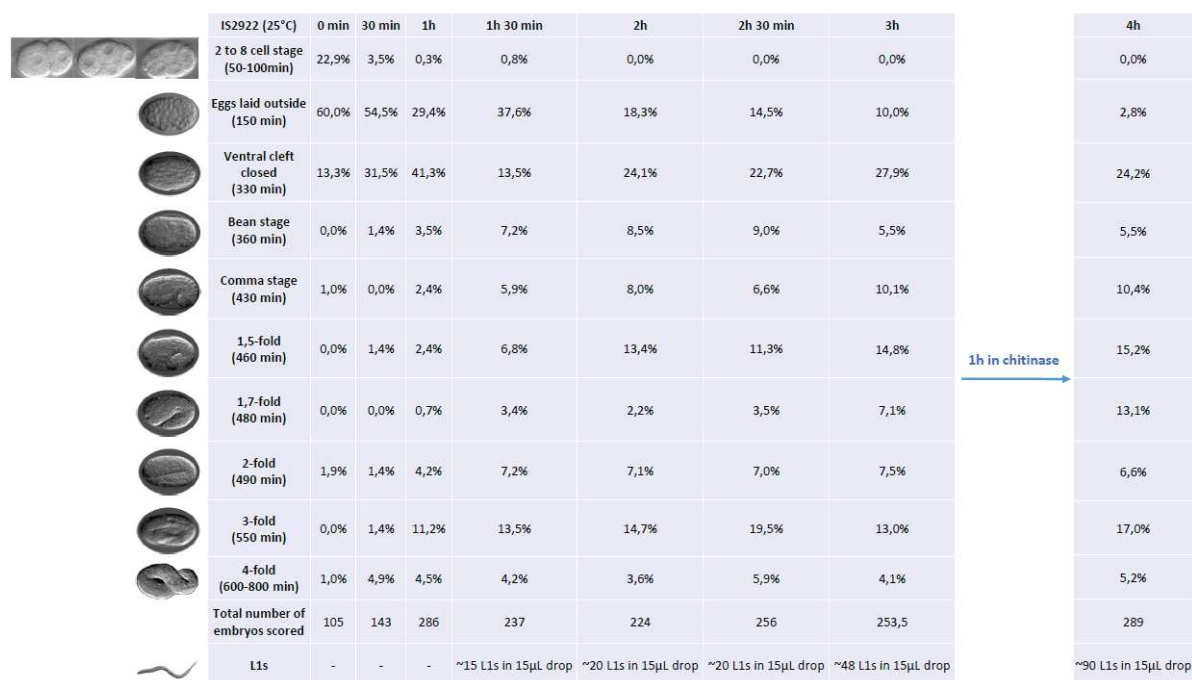 IS2922 (25°C) 0 min 30 min 1h 1h 30 min 2h 2h 30 min 3h 4h
2 to 8 cell stage
(50-100min) 22,9% 3,5% 0,3% 0,8% 0,0% 0,0% 0,0% 0,0%
Eggs laid outside
(150 min) 60,0% 54,5% 29,4% 37,6% 18,3% 14,5% 10,0% 2,8%
Ventral cleft
closed
(330 min) 13,3% 31,5% 41,3% 13,5% 24,1% 22,7% 27,9% 24,2%
Bean stage
(360 min) 0,0% 1,4% 3,5% 7,2% 8,5% 9,0% 5,5% 5,5%
Comma stage
(430 min) 1,0% 0,0% 2,4% 5,9% 8,0% 6,6% 10,1% 10,4%
1,5-fold
(460 min) 0,0% 1,4% 2,4% 6,8% 13,4% 11,3% 14,8% 15,2%
1h in chitinase
1,7-fold
(480 min) 0,0% 0,0% 0,7% 3,4% 2,2% 3,5% 7,1% 13,1%
2-fold
(490 min) 1,9% 1,4% 4,2% 7,2% 7,1% 7,0% 7,5% 6,6%
3-fold
(550 min) 0,0% 1,4% 11,2% 13,5% 14,7% 19,5% 13,0% 17,0%
4-fold
(600-800 min) 1,0% 4,9% 4,5% 4,2% 3,6% 5,9% 4,1% 5,2%
Total number of
embryos scored 105 143 286 237 224 256 253,5 289
L1s - - - ~15 L1s in 15µL drop ~20 L1s in 15µL drop ~20 L1s in 15µL drop ~48 L1s in 15µL drop ~90 L1s in 15µL drop